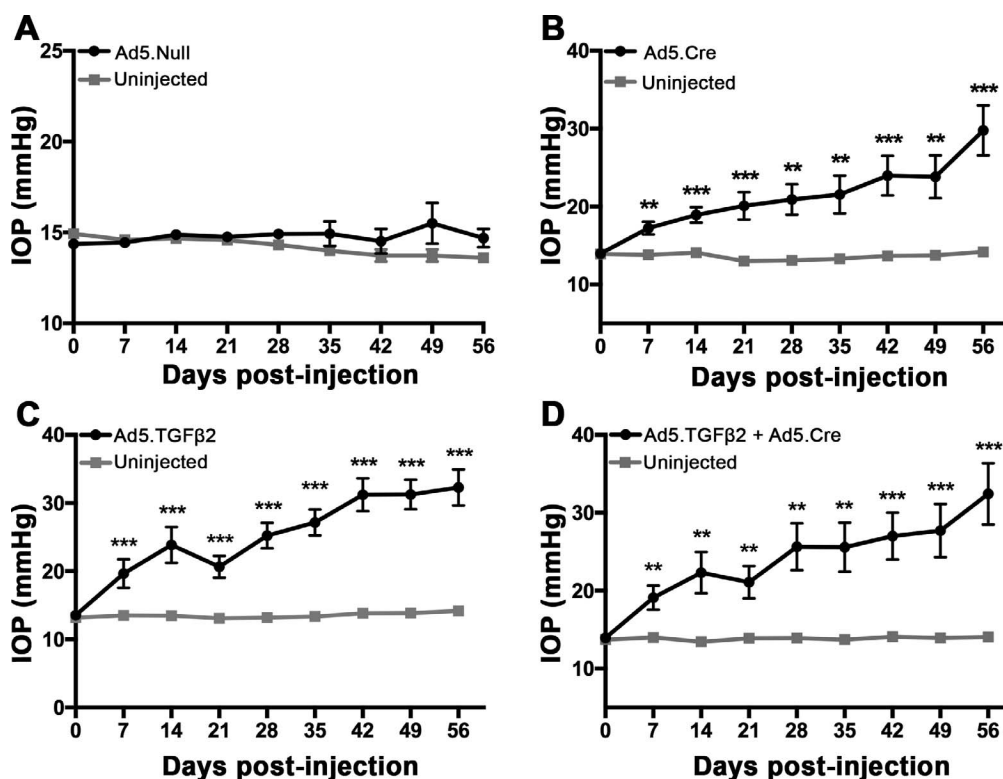 A
Ad5.Null
Uninjected
IOP (mmHg)
25
20
15
10
0 7 14 21 28 35 42 49 56
Days post-injection
B
Ad5.Cre
Uninjected
IOP (mmHg)
40
30
20
10
** *** *** ** ** *** ** ***
0 7 14 21 28 35 42 49 56
Days post-injection
C
Ad5.TGFβ2
Uninjected
IOP (mmHg)
40
30
20
10
0
*** *** *** *** *** *** *** ***
0 7 14 21 28 35 42 49 56
Days post-injection
D
Ad5.TGFβ2 + Ad5.Cre
Uninjected
IOP (mmHg)
40
30
20
10
** ** ** ** ** *** *** ***
0 7 14 21 28 35 42 49 56
Days post-injection